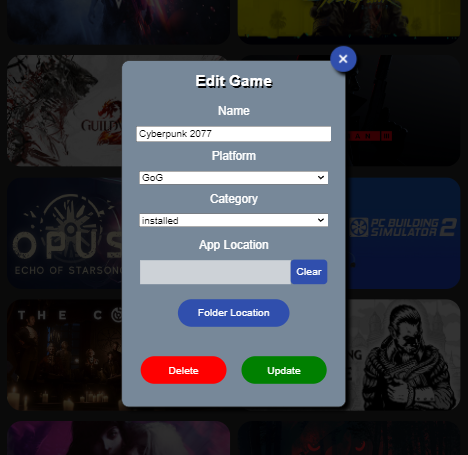 Edit Game
Name
Cyberpunk 2077
Platform
GoG
Category
installed
App Location
Clear
Folder Location
Delete
Update
GUILD
2
OPUS
ECHO OF STARSONG
PC BUILDING
SIMULATOR 2
THE